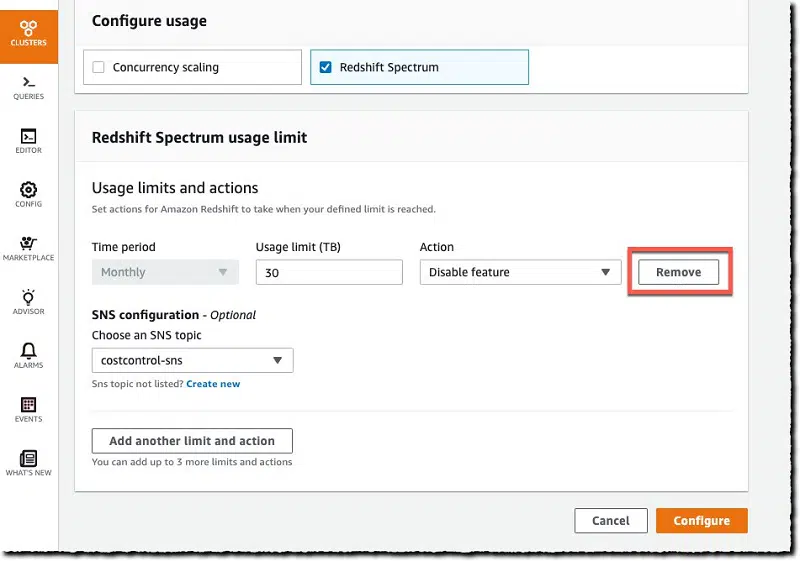 Configure usage
CLUSTERS
Concurrency scaling
Redshift Spectrum
QUERIES
EDITOR
CONFIG
MARKETPLACE
ADVISOR
ALARMS
EVENTS
WHAT'S NEW
Redshift Spectrum usage limit
Usage limits and actions
Set actions for Amazon Redshift to take when your defined limit is reached.
Time period Usage limit (TB) Action
Monthly 30 Disable feature Remove
SNS configuration - Optional
Choose an SNS topic
costcontrol-sns
Sns topic not listed? Create new
Add another limit and action
You can add up to 3 more limits and actions
Cancel Configure